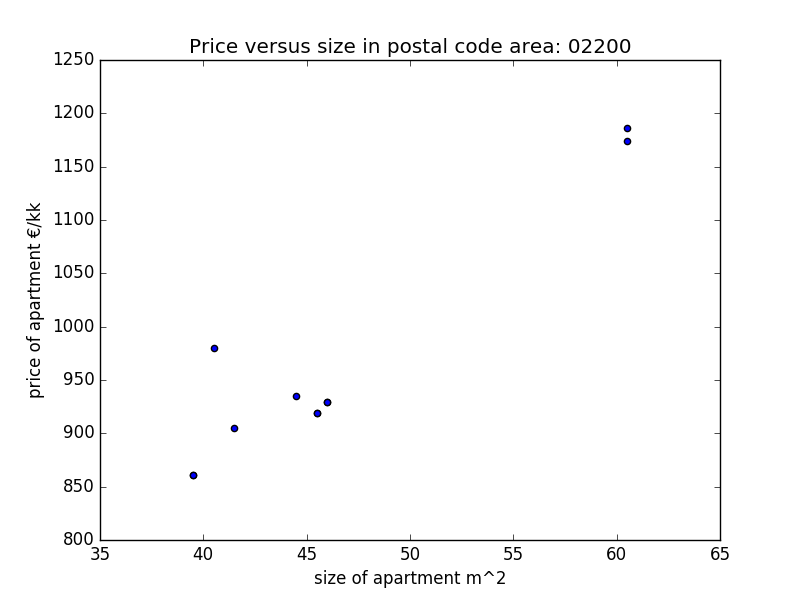 Price versus size in postal code area: 02200
1250
1200
1150
1100
1050
1000
950
900
850
800
price of apartment €/kk
35 40 45 50 55 60 65
size of apartment m^2